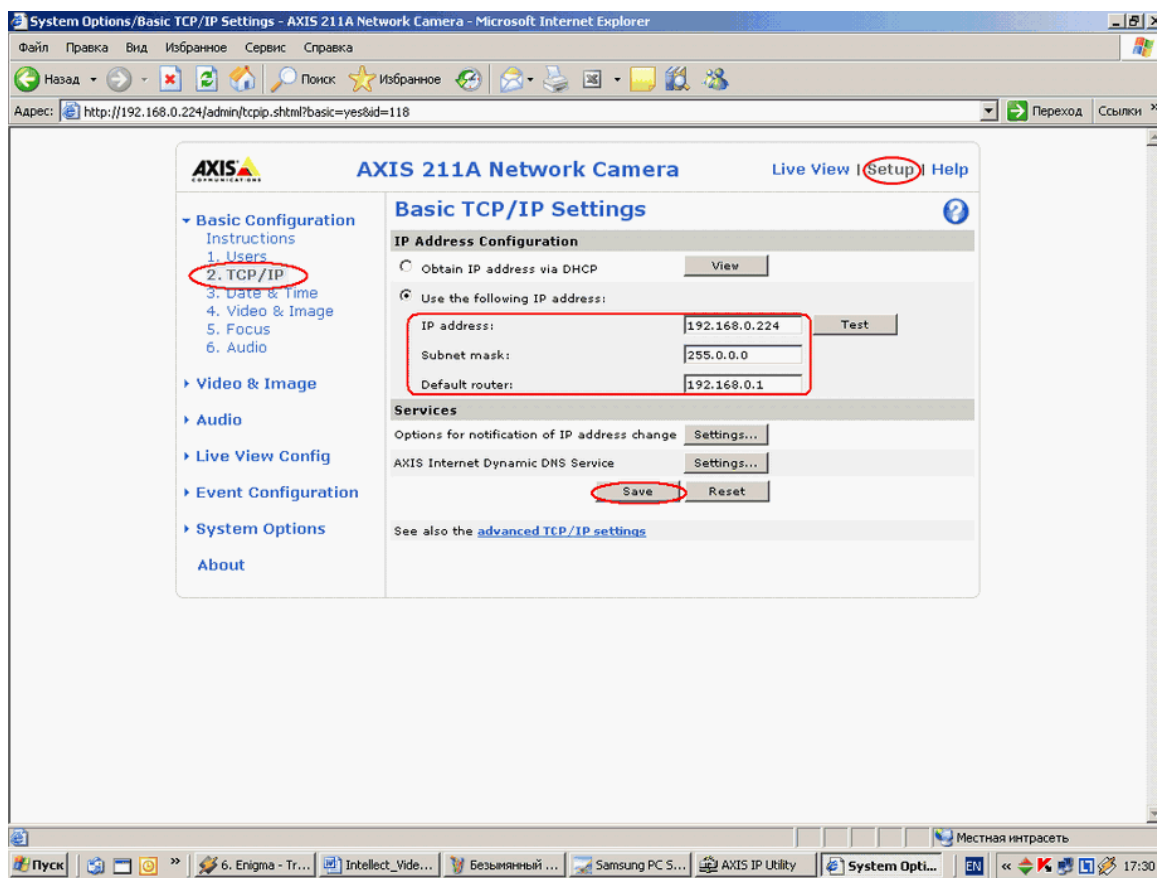 System Options/Basic TCP/IP Settings - AXIS 211A Network Camera - Microsoft Internet Explorer
Файл Правка Вид Избранное Сервис Справка
Назад Поиск Избранное
Адрес: http://192.168.0.224/admin/tcpip.shtml?basic=yes&id=118 Переход Ссылки »
AXIS
COMMUNICATIONS
AXIS 211A Network Camera
Live View | Setup | Help
Basic Configuration
Instructions
1. Users
2. TCP/IP
3. Date & Time
4. Video & Image
5. Focus
6. Audio
Video & Image
Audio
Live View Config
Event Configuration
System Options
About
Basic TCP/IP Settings
IP Address Configuration
Obtain IP address via DHCP View
Use the following IP address:
IP address: 192.168.0.224 Test
Subnet mask: 255.0.0.0
Default router: 192.168.0.1
Services
Options for notification of IP address change Settings...
AXIS Internet Dynamic DNS Service Settings...
Save Reset
See also the advanced TCP/IP settings
Местная интрасеть
Пуск » 6. Enigma - Tr... Intellect_Vide... Безымянный ... Samsung PC S... AXIS IP Utility System Opti... EN « 17:30